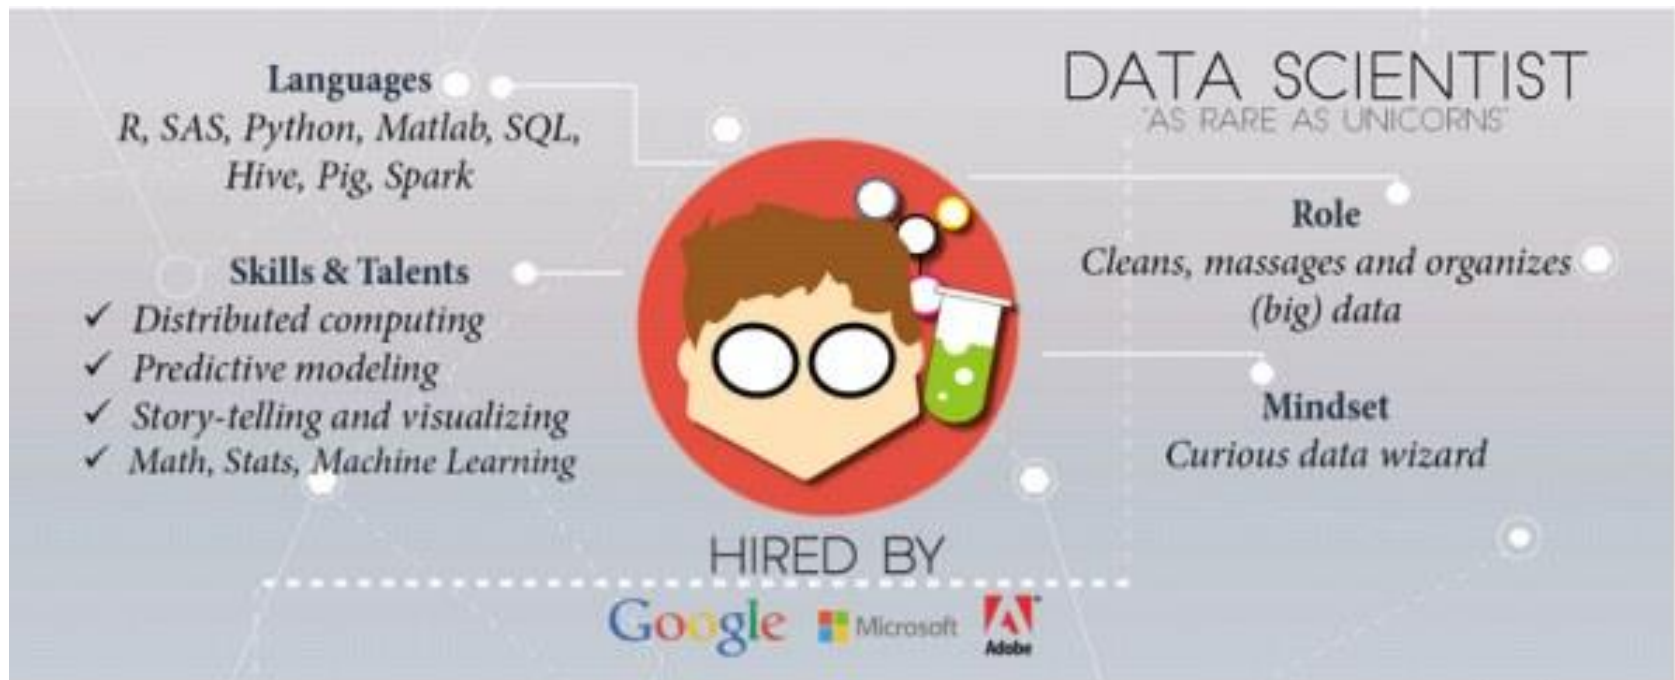 DATA SCIENTIST
"AS RARE AS UNICORNS"
Languages
R, SAS, Python, Matlab, SQL,
Hive, Pig, Spark
Skills & Talents
✓ Distributed computing
✓ Predictive modeling
✓ Story-telling and visualizing
✓ Math, Stats, Machine Learning
Role
Cleans, massages and organizes
(big) data
Mindset
Curious data wizard
HIRED BY
Google
Microsoft
Adobe